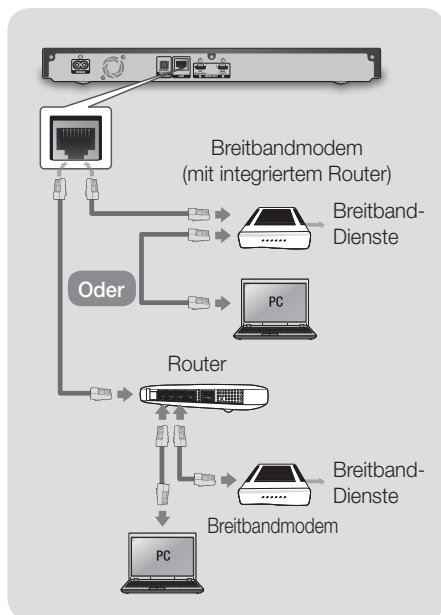 Breitbandmodem
(mit integriertem Router)
Breitband-
Dienste
Oder
PC
Router
Breitband-
Dienste
Breitbandmodem
PC